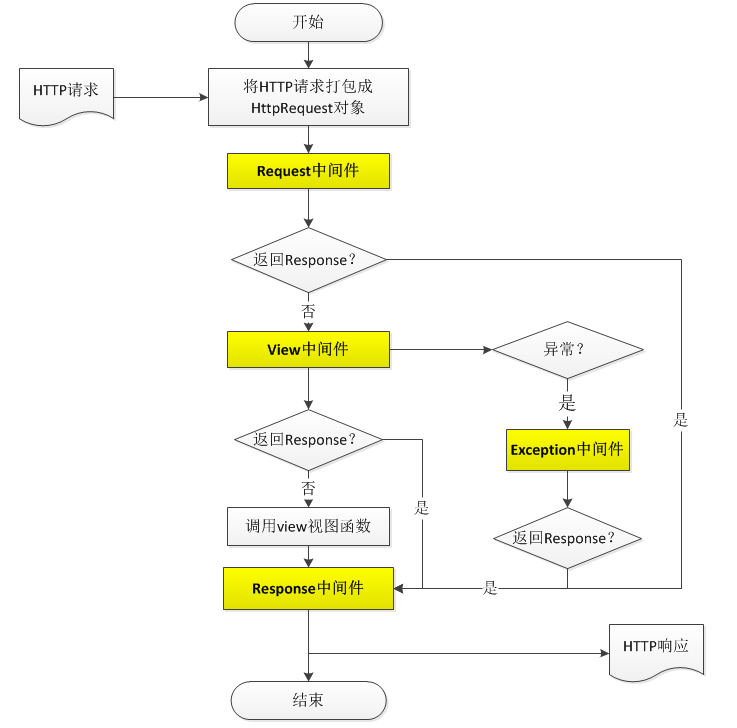 开始
HTTP请求
将HTTP请求打包成
HttpRequest对象
Request中间件
返回Response？
否
View中间件
异常？
是
是
返回Response？
Exception中间件
否
是
调用view视图函数
返回Response？
Response中间件
是
HTTP响应
结束